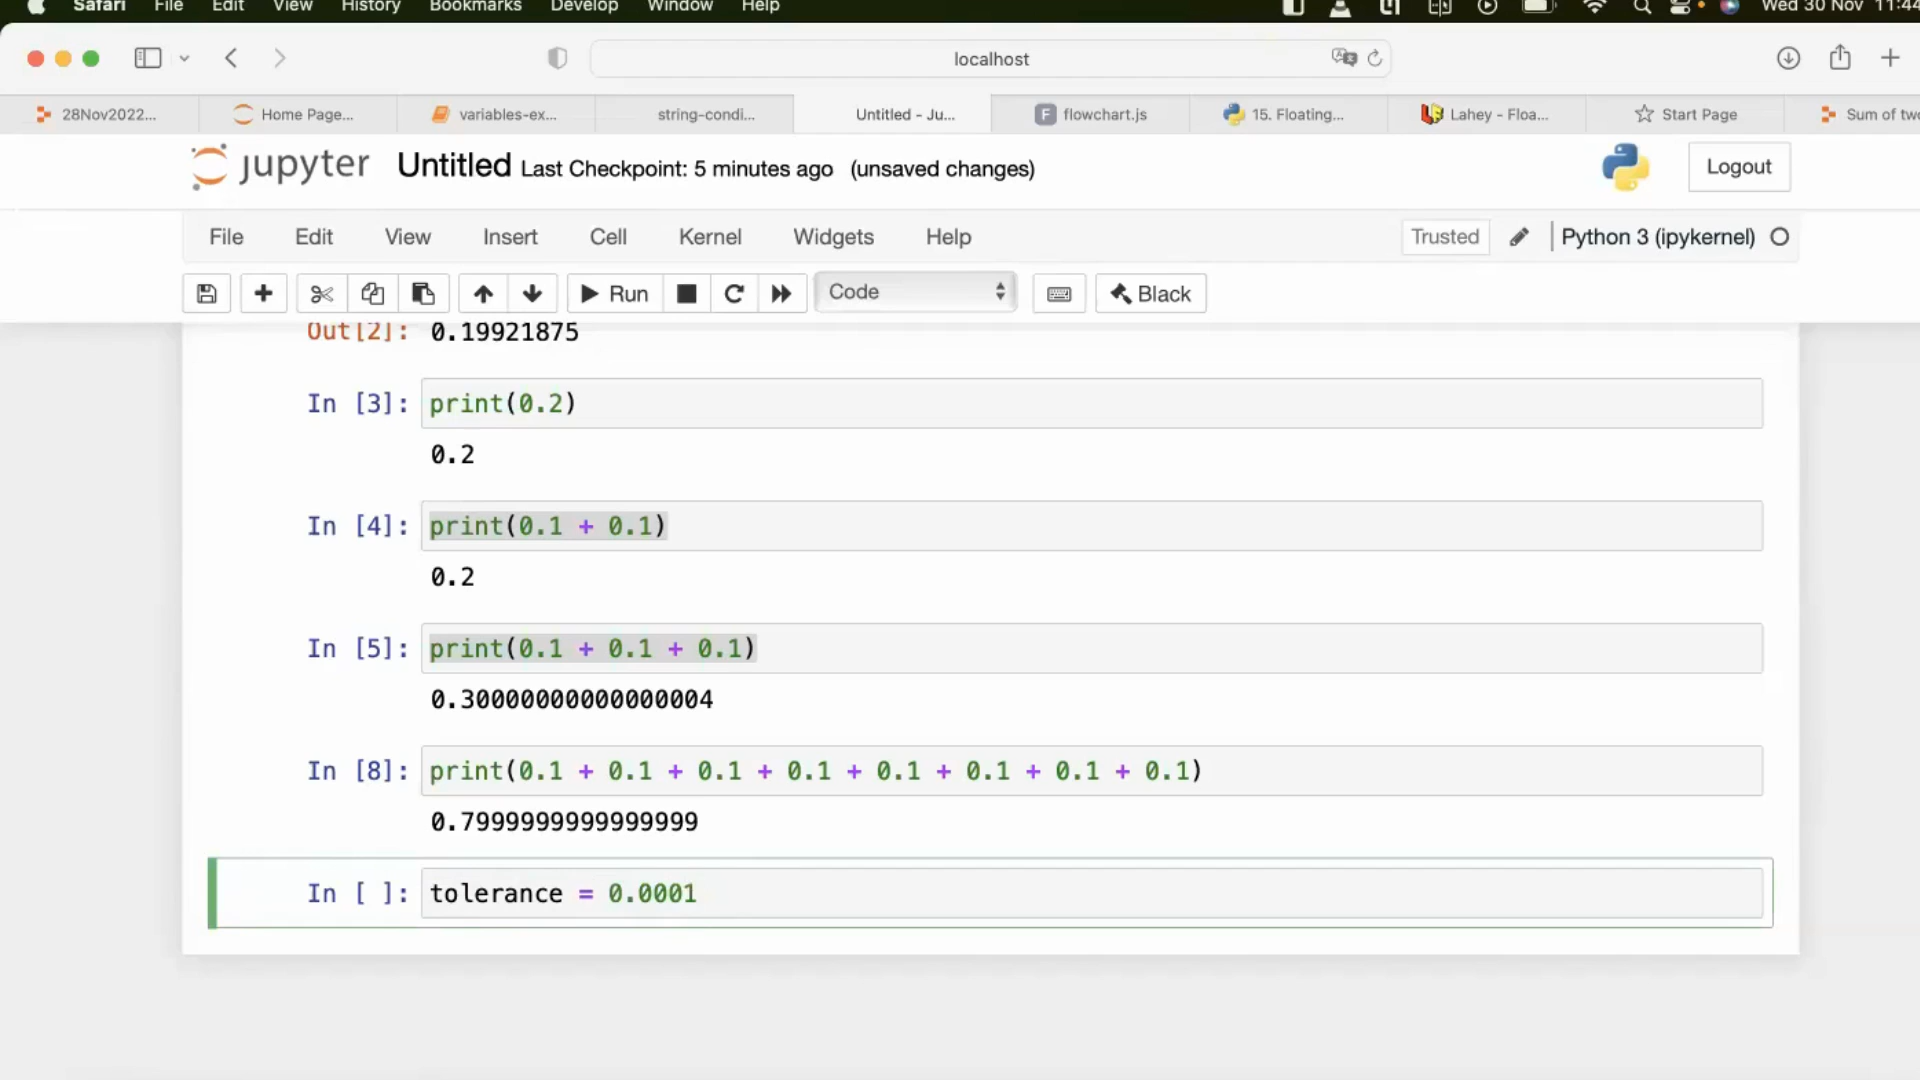 Safari File Edit View History Bookmarks Develop Window Help Wed 30 Nov 11:44
localhost
28Nov2022... Home Page... variables-ex... string-condi... Untitled - Ju... flowchart.js 15. Floating... Lahey - Floa... Start Page Sum of two
jupyter Untitled Last Checkpoint: 5 minutes ago (unsaved changes) Logout
File Edit View Insert Cell Kernel Widgets Help Trusted Python 3 (ipykernel)
Run Code Black
Out[2]: 0.19921875
In [3]: print(0.2)
0.2
In [4]: print(0.1 + 0.1)
0.2
In [5]: print(0.1 + 0.1 + 0.1)
0.30000000000000004
In [8]: print(0.1 + 0.1 + 0.1 + 0.1 + 0.1 + 0.1 + 0.1 + 0.1)
0.7999999999999999
In [ ]: tolerance = 0.0001